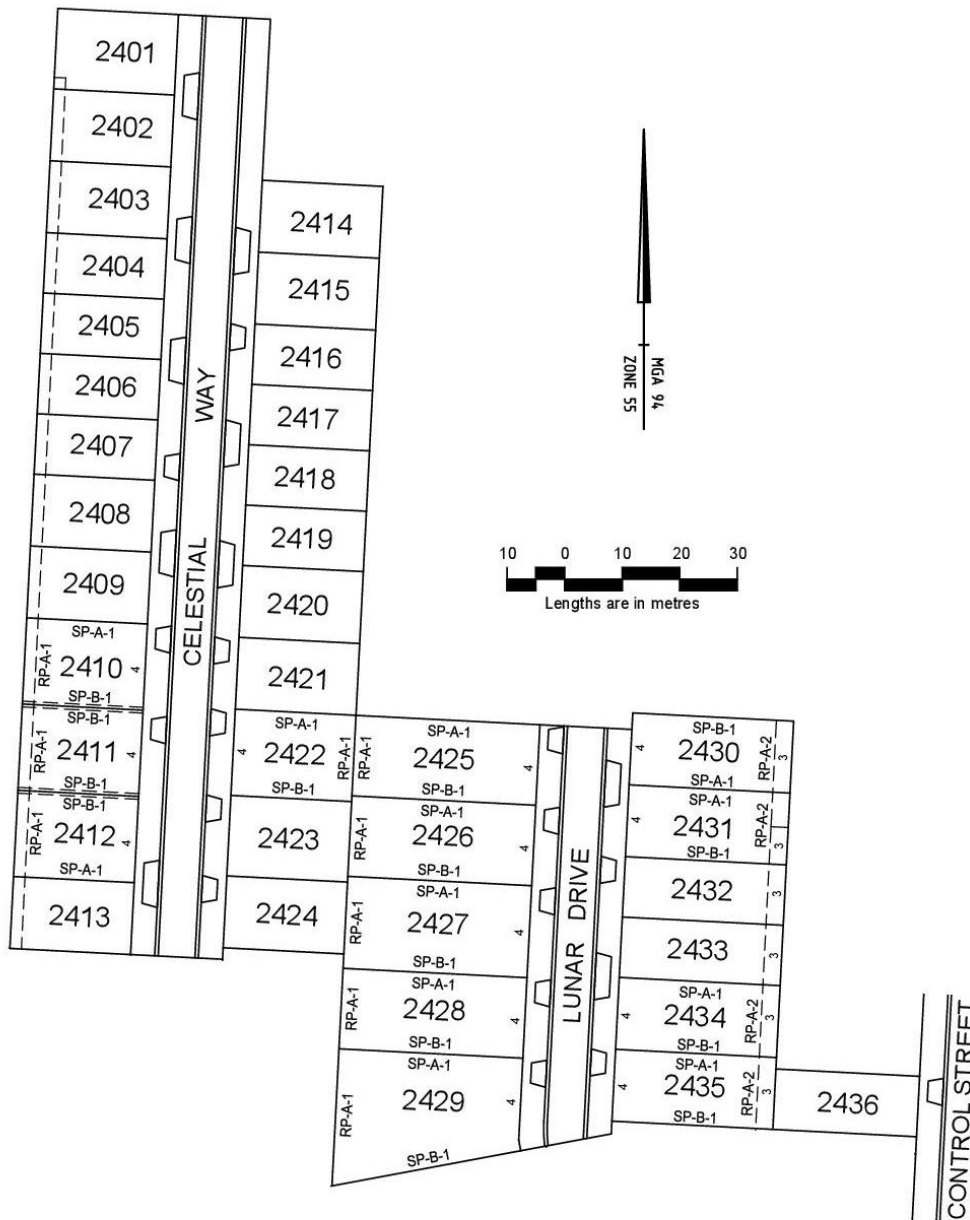 2401
2402
2403
2404
2405
2406
2407
2408
2409
SP-A-1
RP-A-1
2410
4
SP-B-1
SP-B-1
RP-A-1
2411
4
SP-B-1
SP-B-1
RP-A-1
2412
4
SP-A-1
2413
CELESTIAL WAY
2414
2415
2416
2417
2418
2419
2420
2421
SP-A-1
4
2422
RP-A-1
SP-B-1
2423
2424
MGA 94
ZONE 55
10 0 10 20 30
Lengths are in metres
SP-A-1
RP-A-1
2425
4
SP-B-1
SP-A-1
RP-A-1
2426
4
SP-B-1
SP-A-1
RP-A-1
2427
4
SP-B-1
SP-A-1
RP-A-1
2428
4
SP-B-1
SP-A-1
RP-A-1
2429
4
SP-B-1
LUNAR DRIVE
SP-B-1
4
2430
RP-A-2
3
SP-A-1
SP-A-1
4
2431
RP-A-2
3
SP-B-1
2432
3
2433
3
SP-A-1
4
2434
RP-A-2
3
SP-B-1
SP-A-1
4
2435
RP-A-2
3
SP-B-1
2436
CONTROL STREET